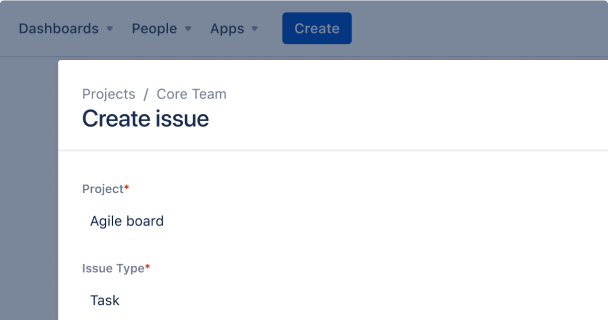 Dashboards People Apps Create
Projects / Core Team
Create issue
Project*
Agile board
Issue Type*
Task